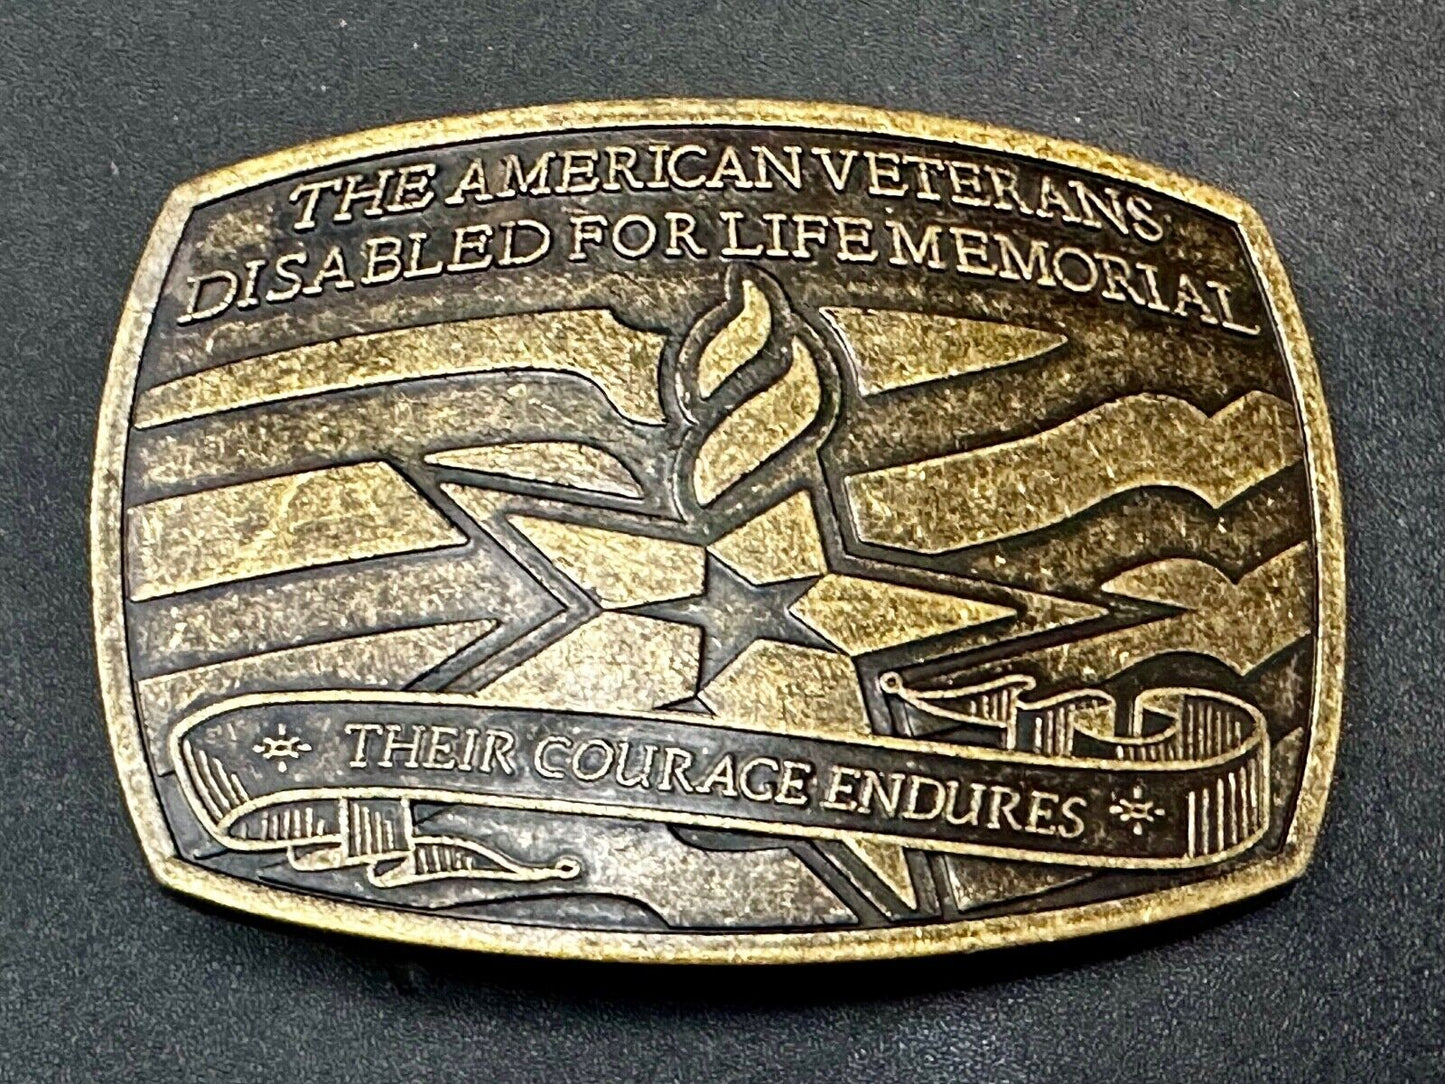 THE AMERICAN VETERANS
DISABLED FOR LIFE MEMORIAL
THEIR COURAGE ENDURES